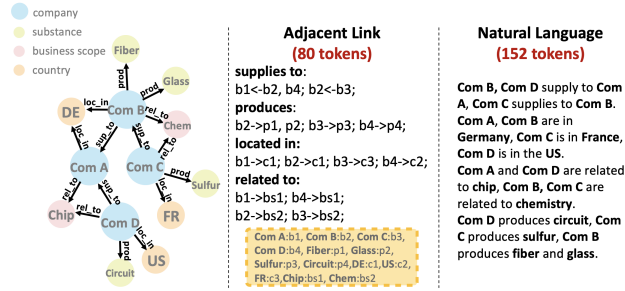 company
substance
business scope
country
Fiber
Glass
prod
prod
DE
loc_in
Com B
rel_to
Chem
loc_in
sup_to
sup_to
rel_to
Com A
Com C
prod
Sulfur
rel_to
sup_to
loc_in
Chip
rel_to
Com D
FR
loc_in
prod
US
Circuit
Adjacent Link
(80 tokens)
supplies to:
b1<-b2, b4; b2<-b3;
produces:
b2->p1, p2; b3->p3; b4->p4;
located in:
b1->c1; b2->c1; b3->c3; b4->c2;
related to:
b1->bs1; b4->bs1;
b2->bs2; b3->bs2;
Com A:b1, Com B:b2, Com C:b3,
Com D:b4, Fiber:p1, Glass:p2,
Sulfur:p3, Circuit:p4,DE:c1,US:c2,
FR:c3,Chip:bs1, Chem:bs2
Natural Language
(152 tokens)
Com B, Com D supply to Com
A, Com C supplies to Com B.
Com A, Com B are in
Germany, Com C is in France,
Com D is in the US.
Com A and Com D are related
to chip, Com B, Com C are
related to chemistry.
Com D produces circuit, Com
C produces sulfur, Com B
produces fiber and glass.